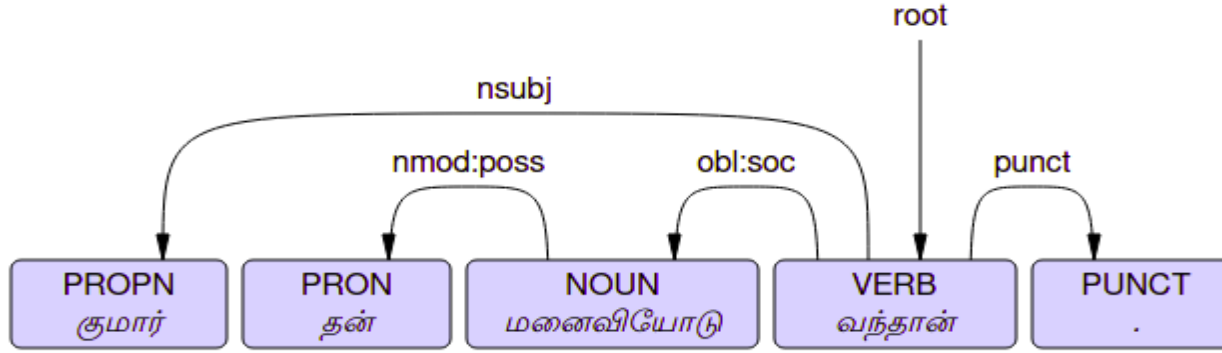 root
nsubj
nmod:poss obl:soc punct
PROPN PRON NOUN VERB PUNCT
குமார் தன் மனைவியோடு வந்தான் .